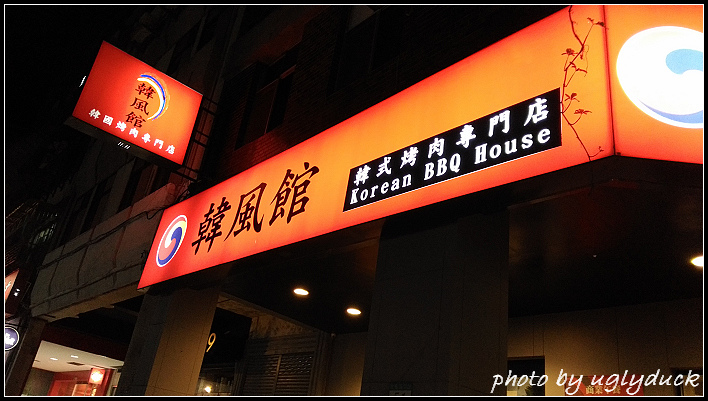 韓風館
韓國烤肉專門店
韓風館
韓式烤肉專門店
Korean BBQ House
9
photo by uglyduck